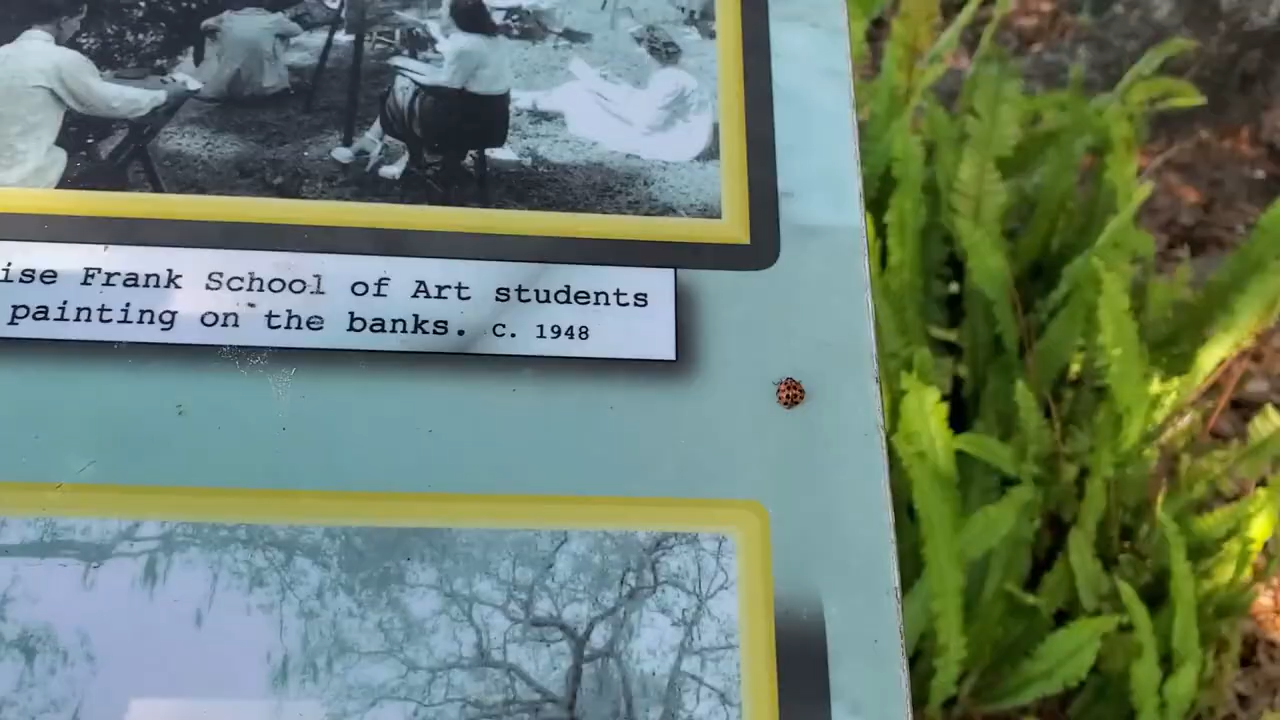 ise Frank School of Art students
painting on the banks. C. 1948